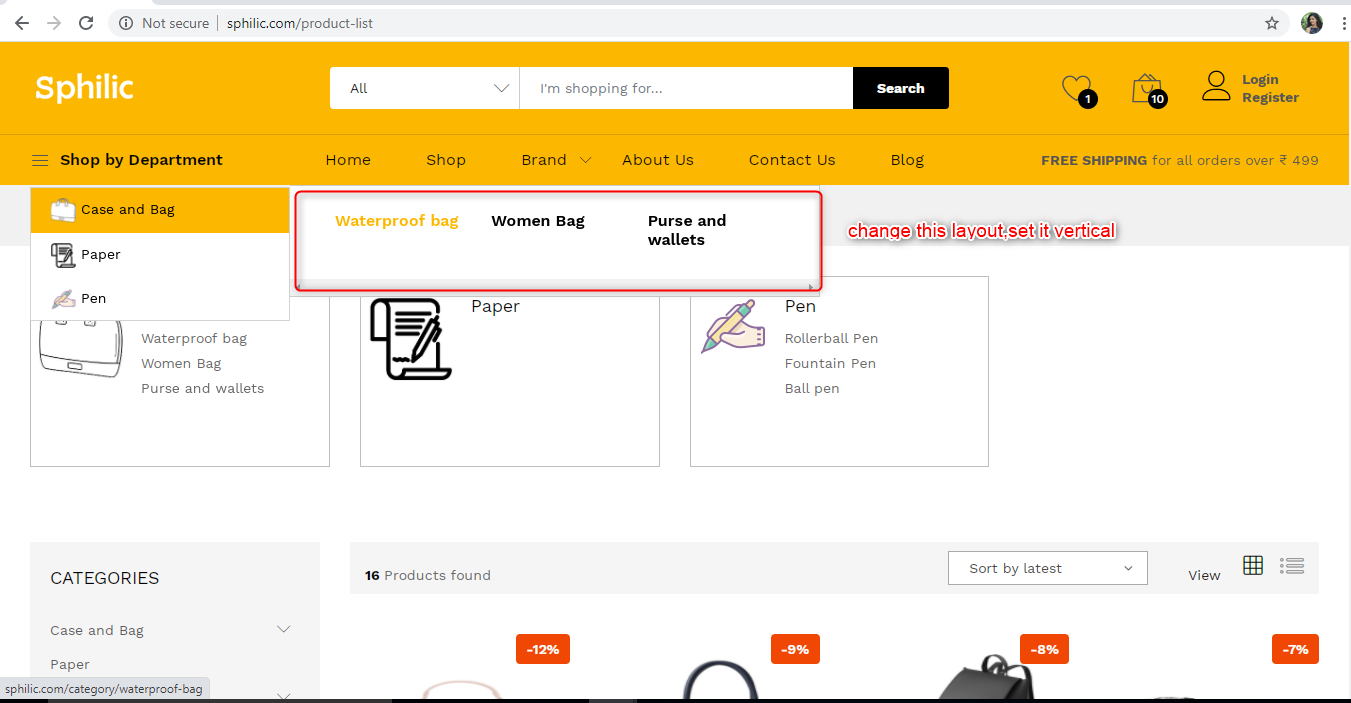 Not secure
sphilic.com/product-list
Sphilic
All
I'm shopping for...
Search
1
10
Login
Register
Shop by Department
Home
Shop
Brand
About Us
Contact Us
Blog
FREE SHIPPING for all orders over ₹ 499
Case and Bag
Paper
Pen
Waterproof bag
Women Bag
Purse and
wallets
change this layout,set it vertical
Waterproof bag
Women Bag
Purse and wallets
Paper
Pen
Rollerball Pen
Fountain Pen
Ball pen
CATEGORIES
Case and Bag
Paper
16 Products found
Sort by latest
View
-12%
-9%
-8%
-7%
sphilic.com/category/waterproof-bag